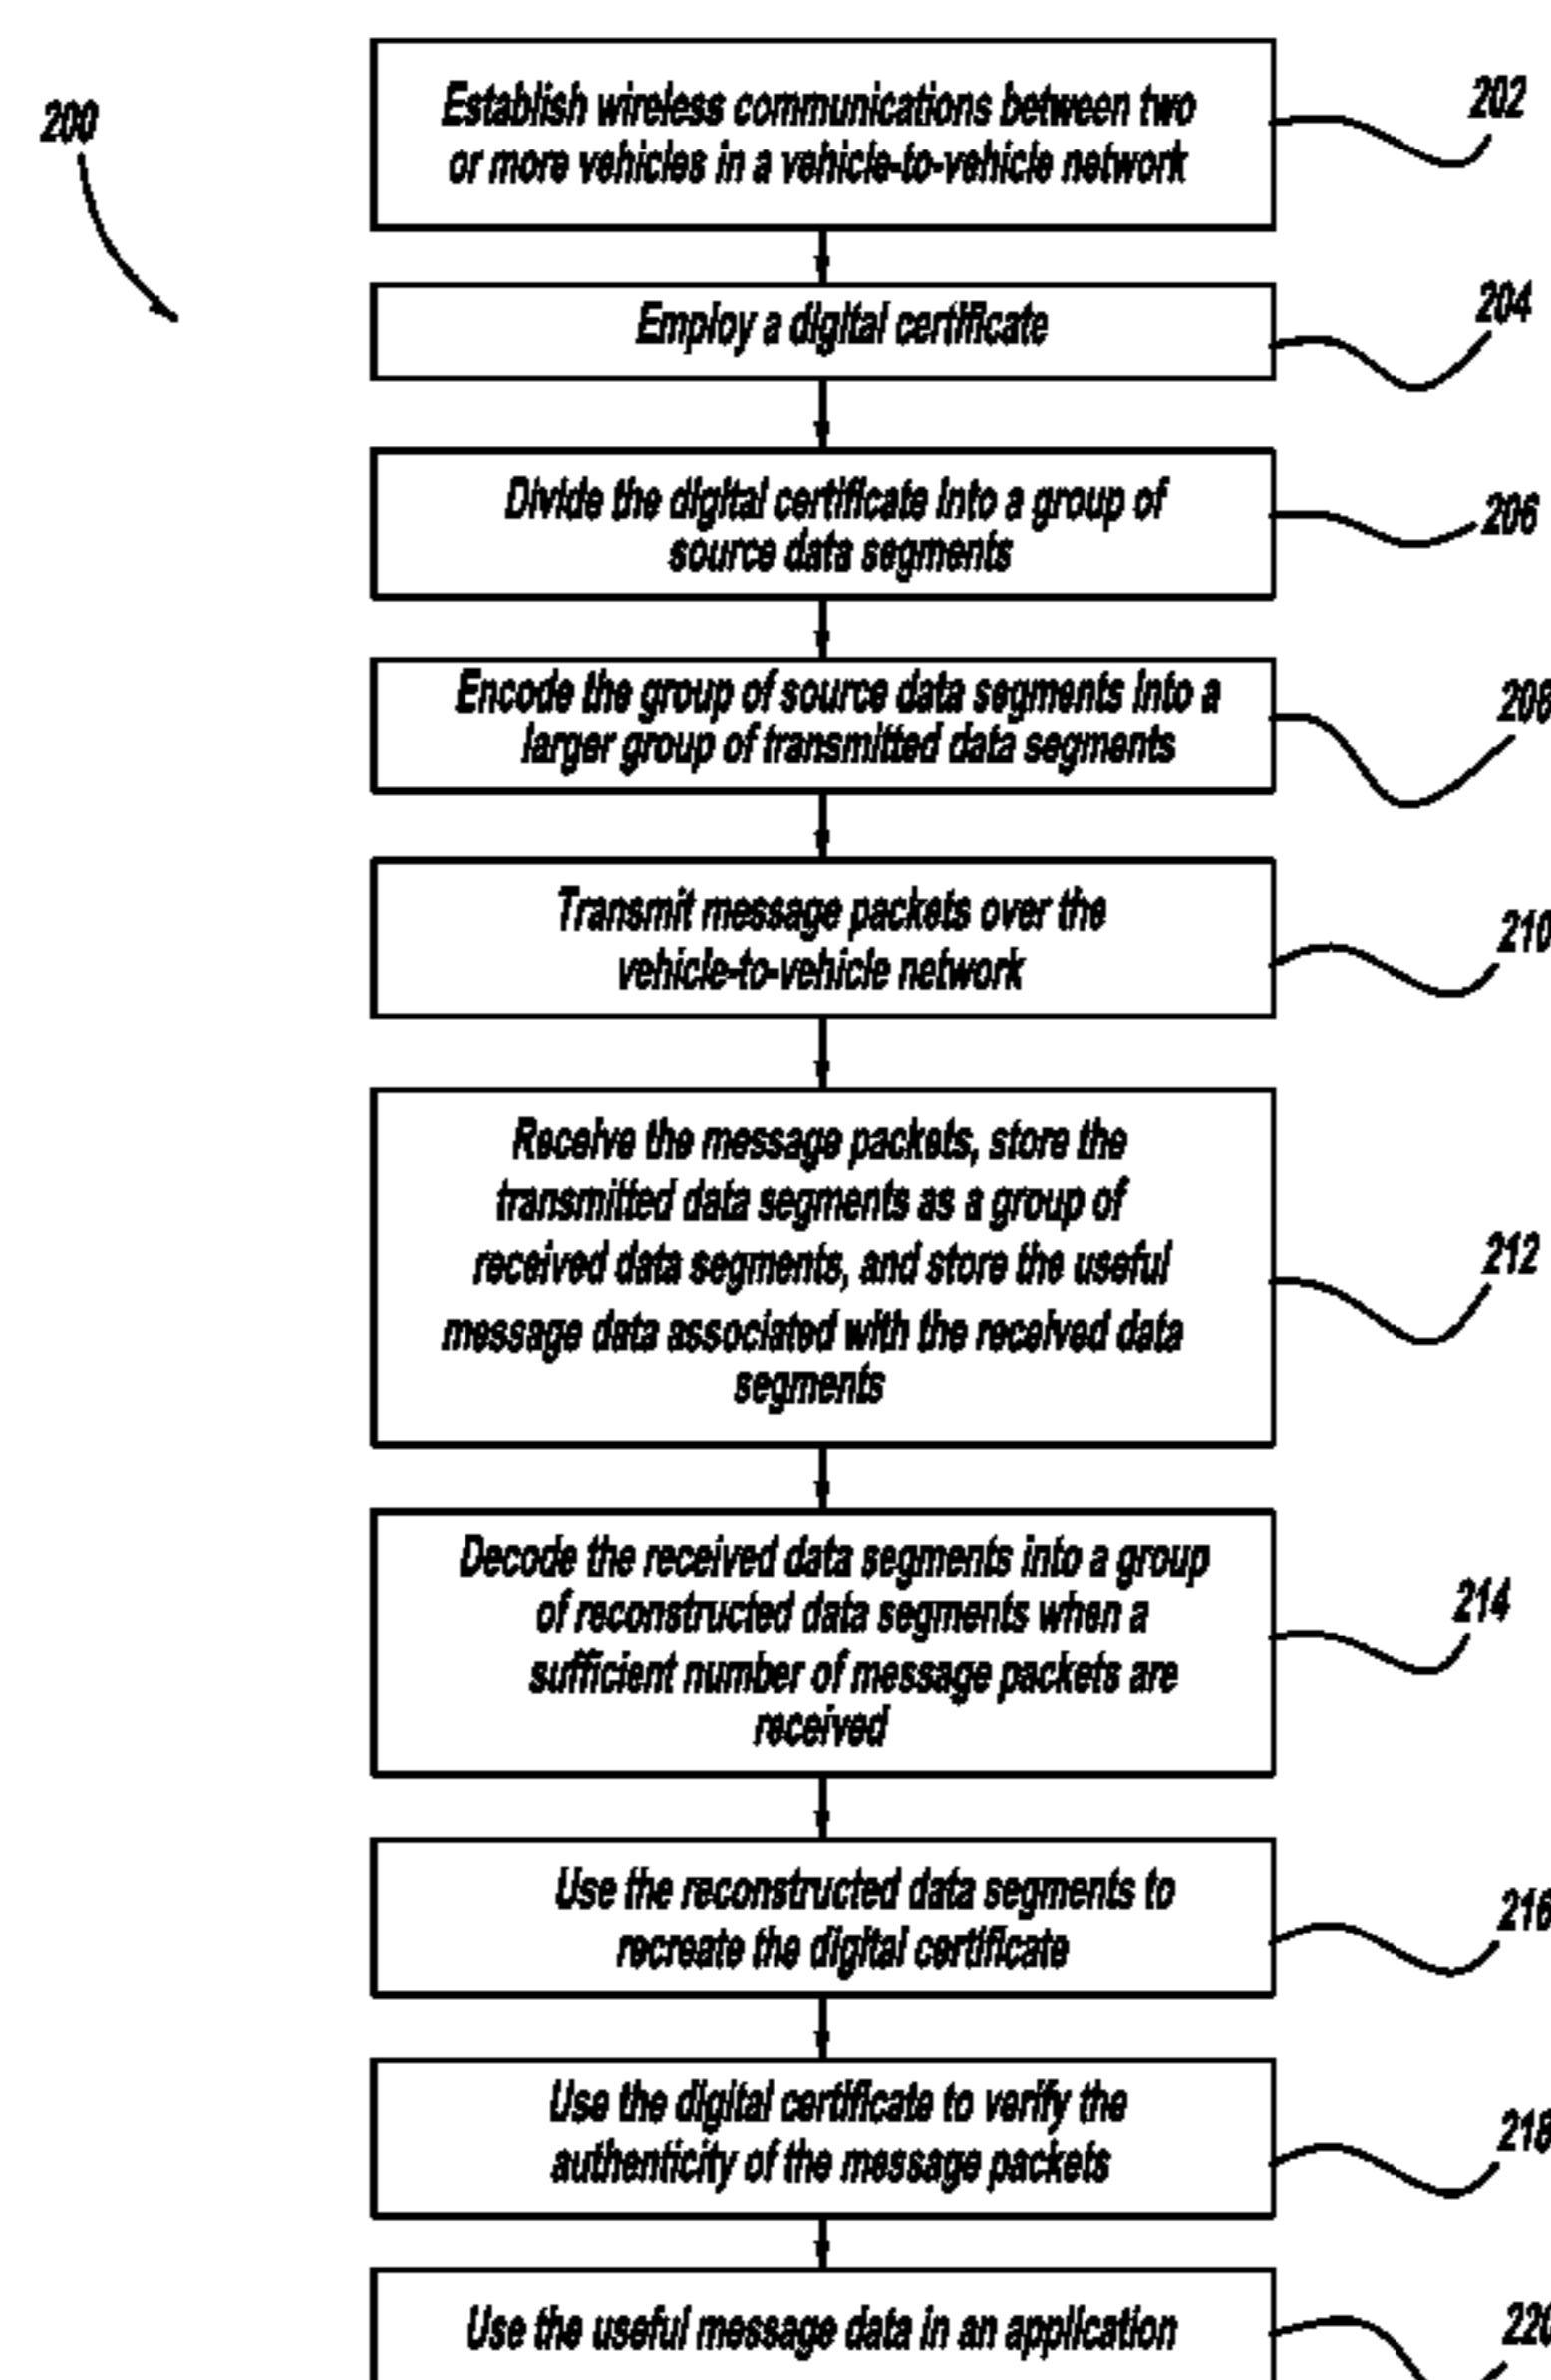 200
Establish wireless communications between two
or more vehicles in a vehicle-to-vehicle network
202
Employ a digital certificate
204
Divide the digital certificate into a group of
source data segments
206
Encode the group of source data segments into a
larger group of transmitted data segments
208
Transmit message packets over the
vehicle-to-vehicle network
210
Receive the message packets, store the
transmitted data segments as a group of
received data segments, and store the useful
message data associated with the received data
segments
212
Decode the received data segments into a group
of reconstructed data segments when a
sufficient number of message packets are
received
214
Use the reconstructed data segments to
recreate the digital certificate
216
Use the digital certificate to verify the
authenticity of the message packets
218
Use the useful message data in an application
220